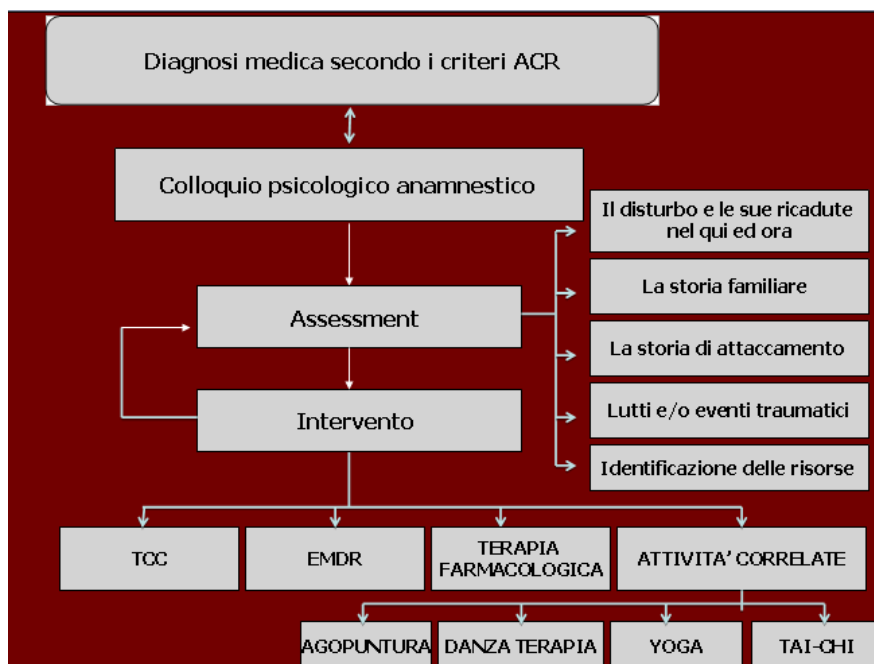 Diagnosi medica secondo i criteri ACR
Colloquio psicologico anamnestico
Il disturbo e le sue ricadute
nel qui ed ora
La storia familiare
Assessment
La storia di attaccamento
Lutti e/o eventi traumatici
Intervento
Identificazione delle risorse
TCC
EMDR
TERAPIA
FARMACOLOGICA
ATTIVITA’ CORRELATE
AGOPUNTURA
DANZA TERAPIA
YOGA
TAI-CHI